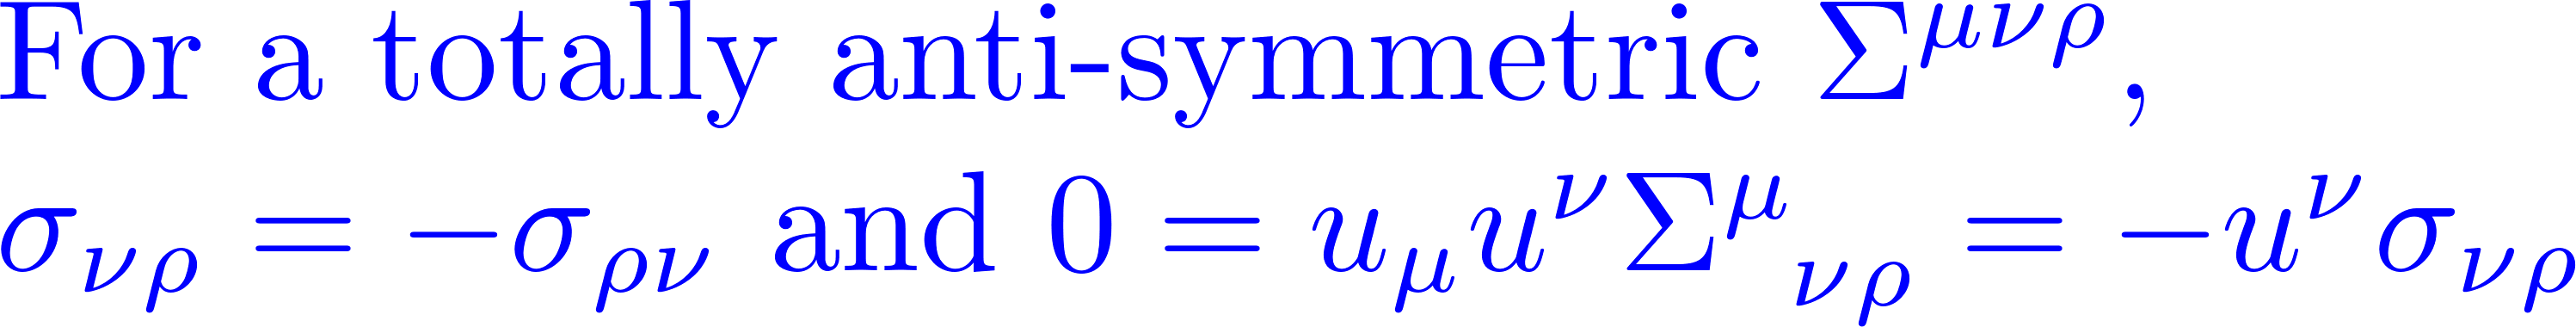 For a totally anti-symmetric Σ^{μνρ},
σ_{νρ} = −σ_{ρν} and 0 = u_μ u^ν Σ^μ_{νρ} = −u^ν σ_{νρ}